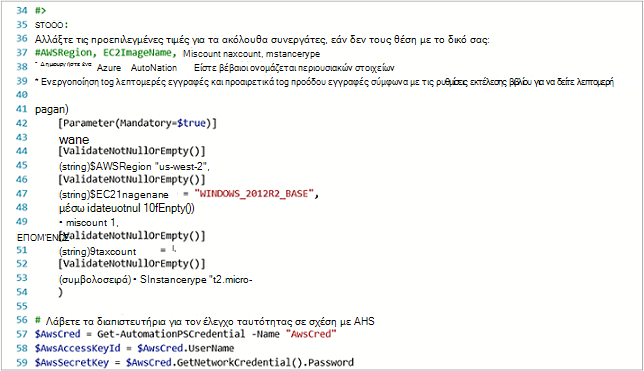 34 #>
35 STOOO:
36 Αλλάξτε τις προεπιλεγμένες τιμές για τα ακόλουθα συνεργάτες, εάν δεν τους θέση με το δικό σας:
37 #AWSRegion, EC2ImageName, Miscount naxcount, mstancerype
38 " Δημιουργήστε ένα Azure AutoNation Είστε βέβαιοι ονομάζεται περιουσιακών στοιχείων
39 * Ενεργοποίηση tog λεπτομερές εγγραφές και προαιρετικά tog προόδου εγγραφές σύμφωνα με τις ρυθμίσεις εκτέλεσης βιβλίου για να δείτε λεπτομερή
40
41 pagan)
42 [Parameter(Mandatory=$true)]
43 wane
44 [ValidateNotNullOrEmpty()]
45 (string)$AWSRegion "us-west-2",
46 [ValidateNotNullOrEmpty()]
47 (string)$EC21nagenane = "WINDOWS_2012R2_BASE",
48 μέσω idateuotnul 10fEnpty())
49 • miscount 1,
ΕΠΟΜΈΝΩΣ [ValidateNotNullOrEmpty()]
51 (string)9taxcount = l,
52 [ValidateNotNullOrEmpty()]
53 (συμβολοσειρά) • SInstancerype "t2.micro-
54 )
55
56 # Λάβετε τα διαπιστευτήρια για τον έλεγχο ταυτότητας σε σχέση με AHS
57 $AwsCred = Get-AutomationPSCredential -Name "AwsCred"
58 $AwsAccessKeyId = $AwsCred.UserName
59 $AwsSecretKey = $AwsCred.GetNetworkCredential().Password